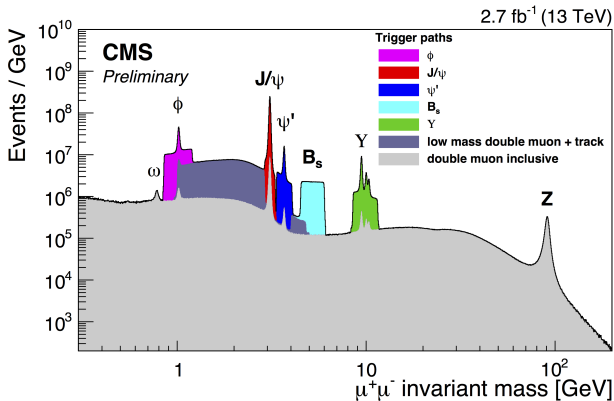 2.7 fb⁻¹ (13 TeV)
Events / GeV
10¹⁰
10⁹
10⁸
10⁷
10⁶
10⁵
10⁴
10³
CMS
Preliminary
Trigger paths
ϕ
J/ψ
ψ'
Bₛ
Υ
low mass double muon + track
double muon inclusive
ω
ϕ
J/ψ
ψ'
Bₛ
Υ
Z
1
10
10²
μ⁺μ⁻ invariant mass [GeV]